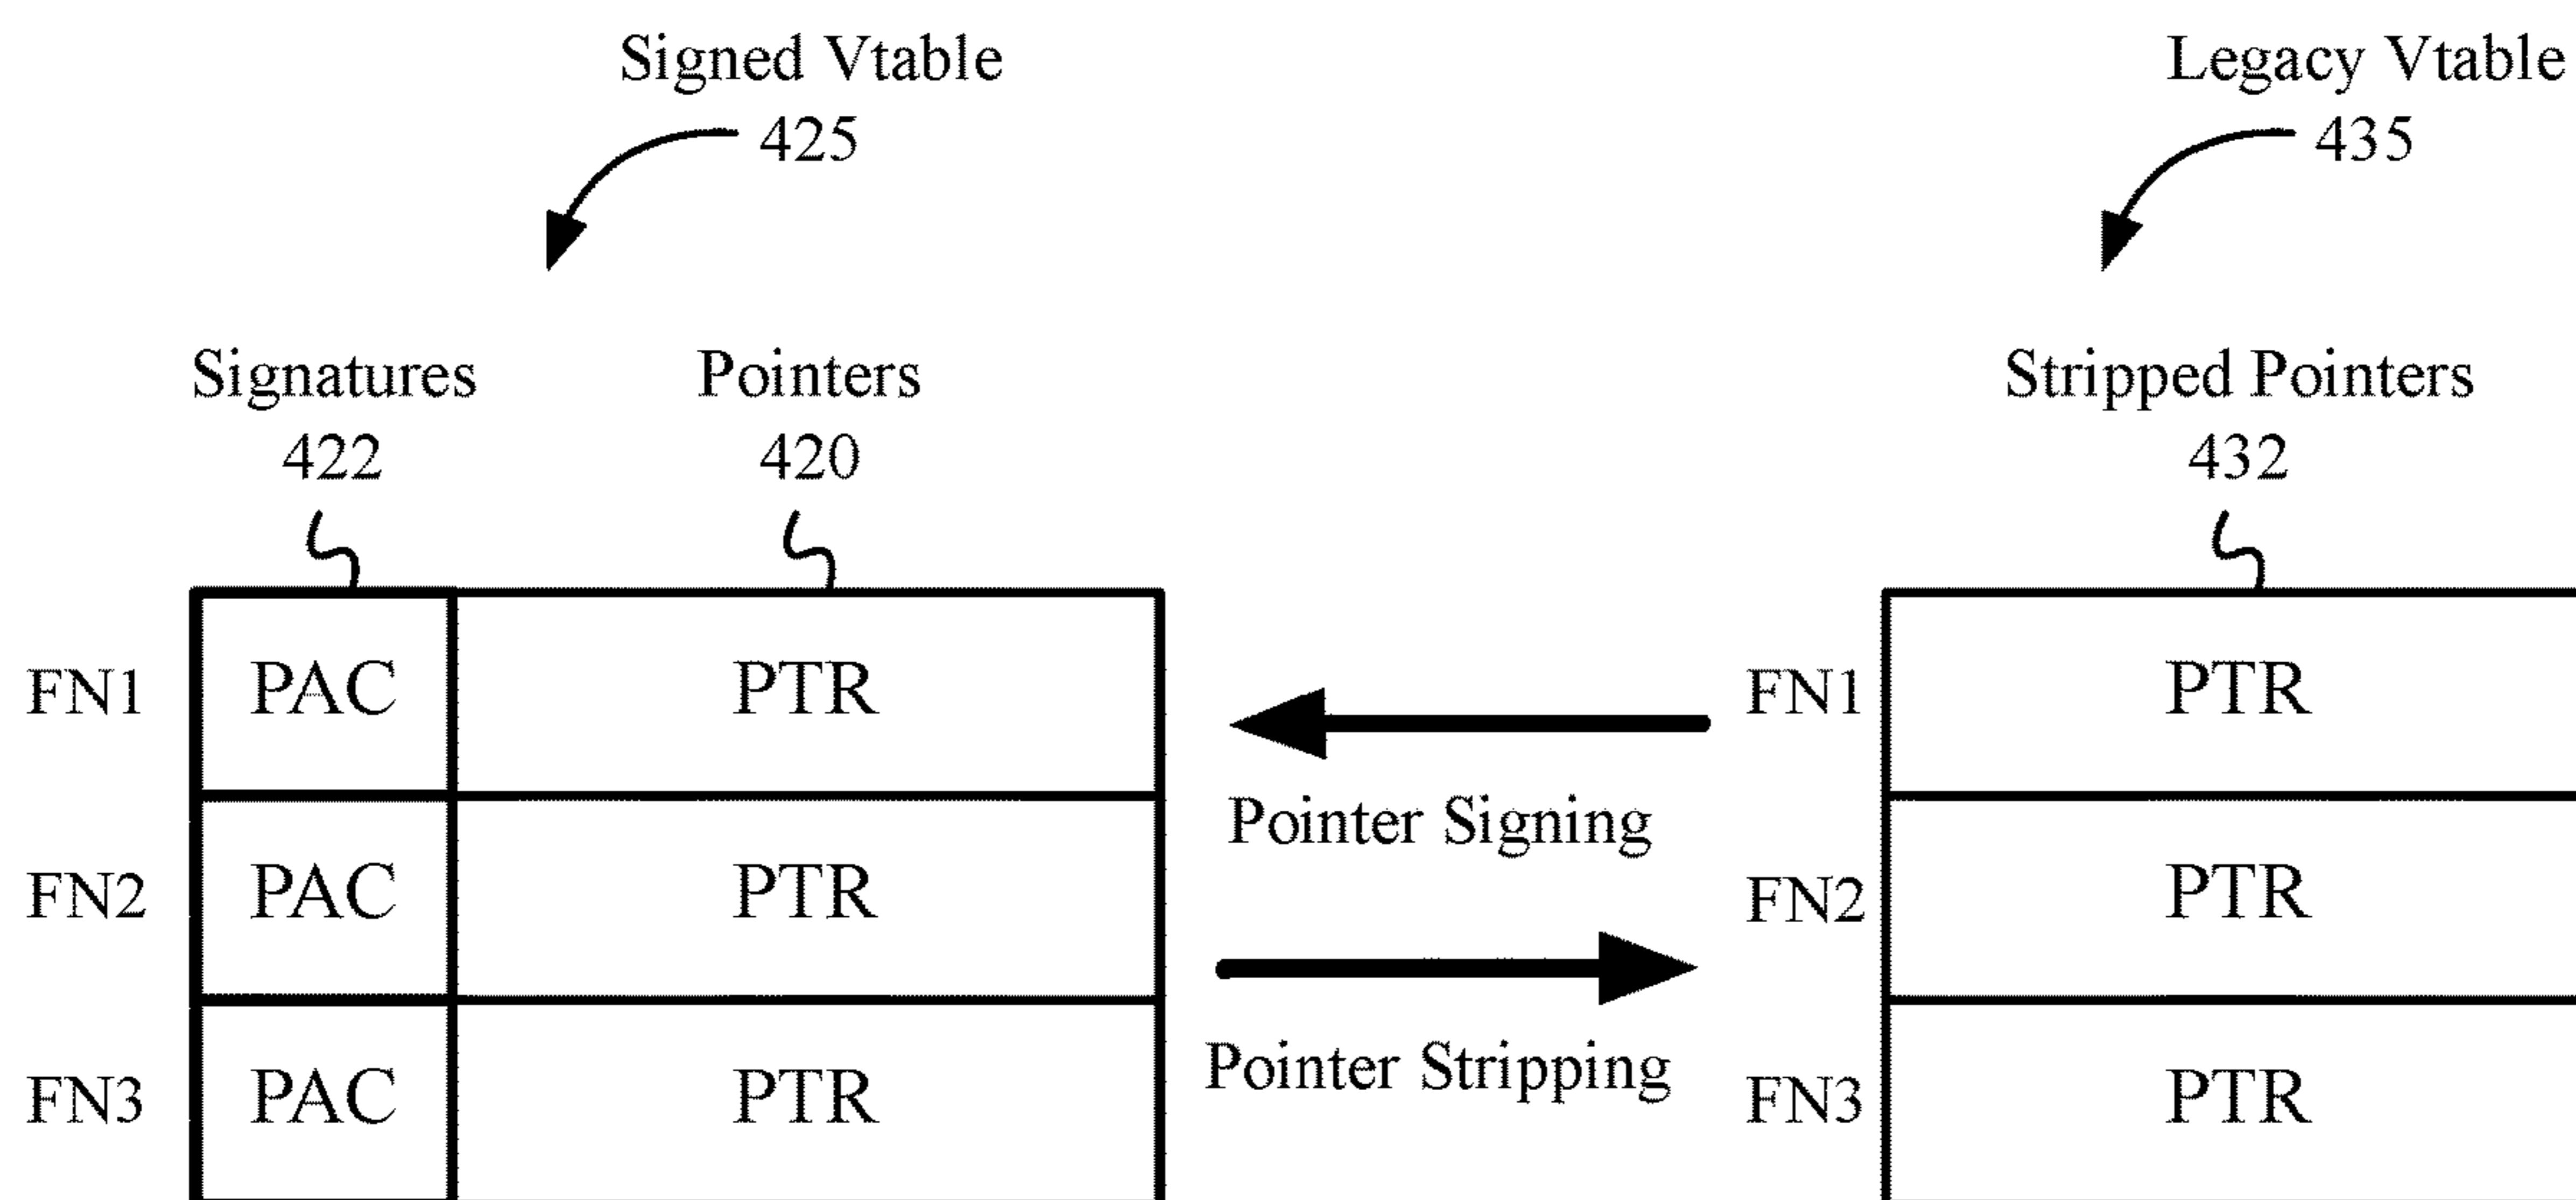 Signed Vtable
425
Legacy Vtable
435
Signatures
422
Pointers
420
Stripped Pointers
432
FN1 PAC PTR
FN2 PAC PTR
FN3 PAC PTR
Pointer Signing
Pointer Stripping
FN1 PTR
FN2 PTR
FN3 PTR